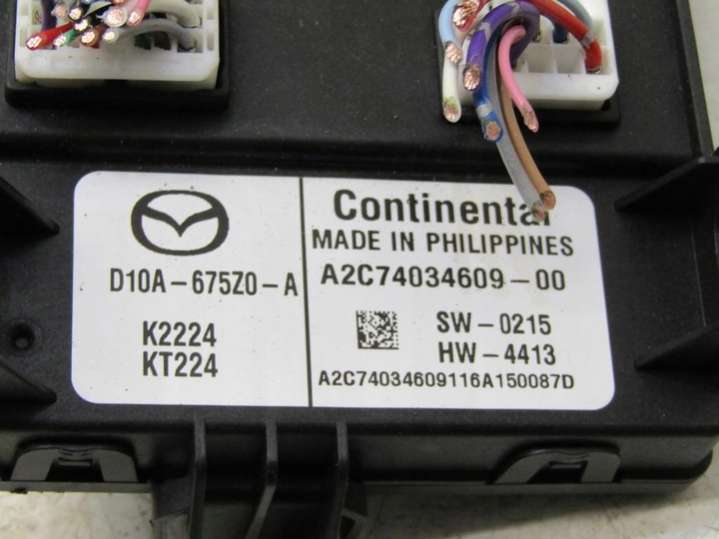 D10A-675Z0-A
K2224
KT224
Continental
MADE IN PHILIPPINES
A2C74034609-00
SW-0215
HW-4413
A2C74034609116A150087D